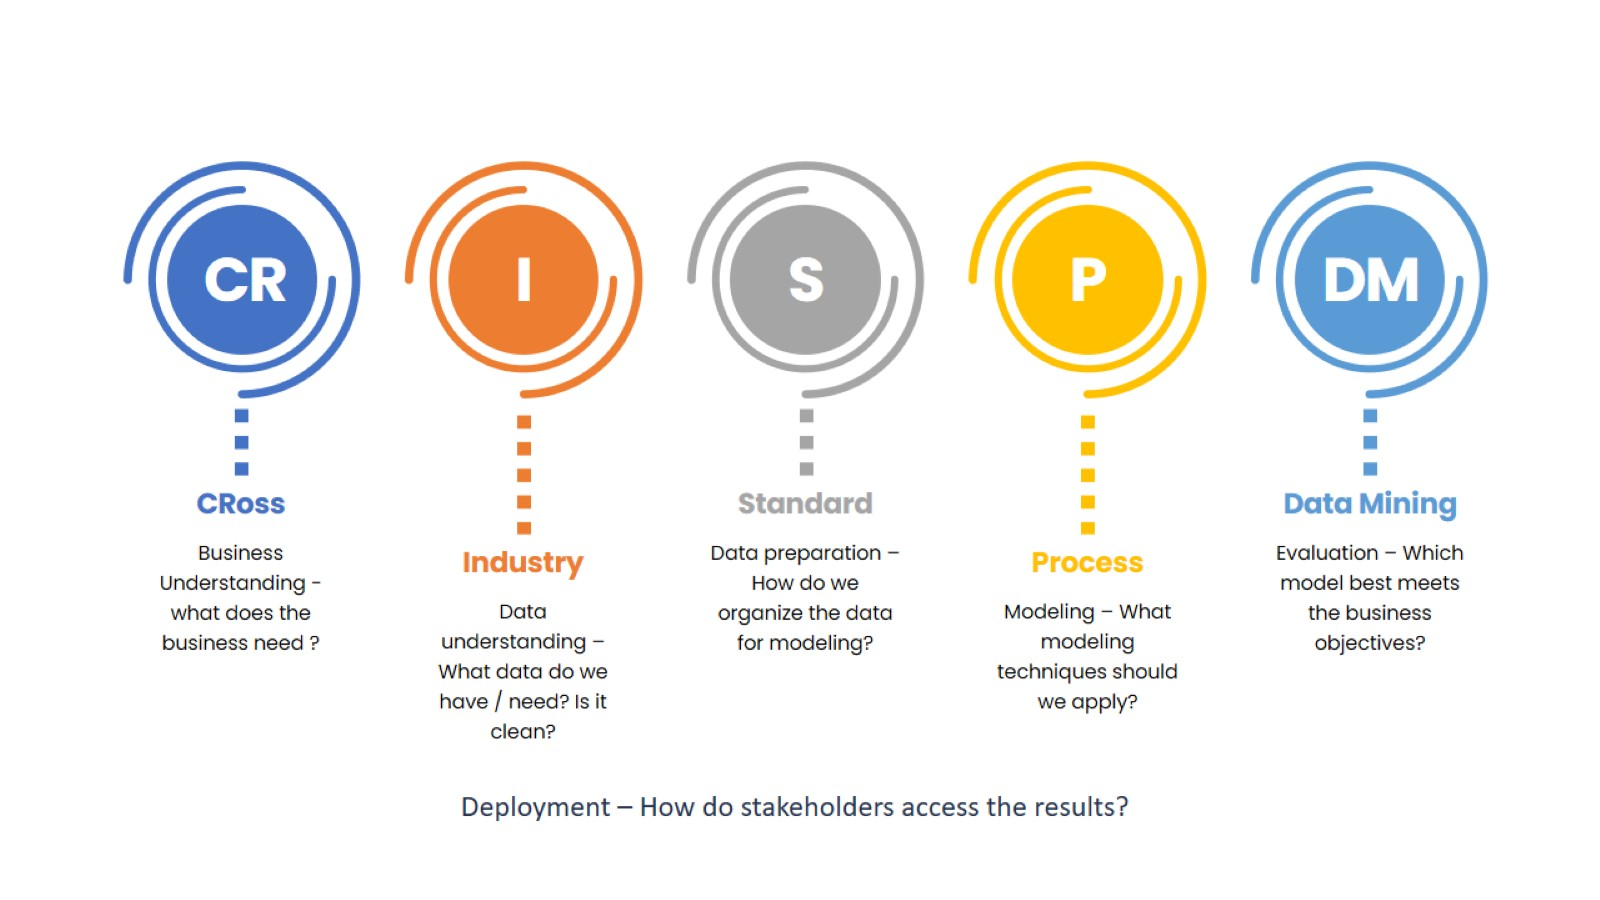 CR
I
S
P
DM
CRoss
Business
Understanding -
what does the
business need ?
Industry
Data
understanding –
What data do we
have / need? Is it
clean?
Standard
Data preparation –
How do we
organize the data
for modeling?
Process
Modeling – What
modeling
techniques should
we apply?
Data Mining
Evaluation – Which
model best meets
the business
objectives?
Deployment – How do stakeholders access the results?